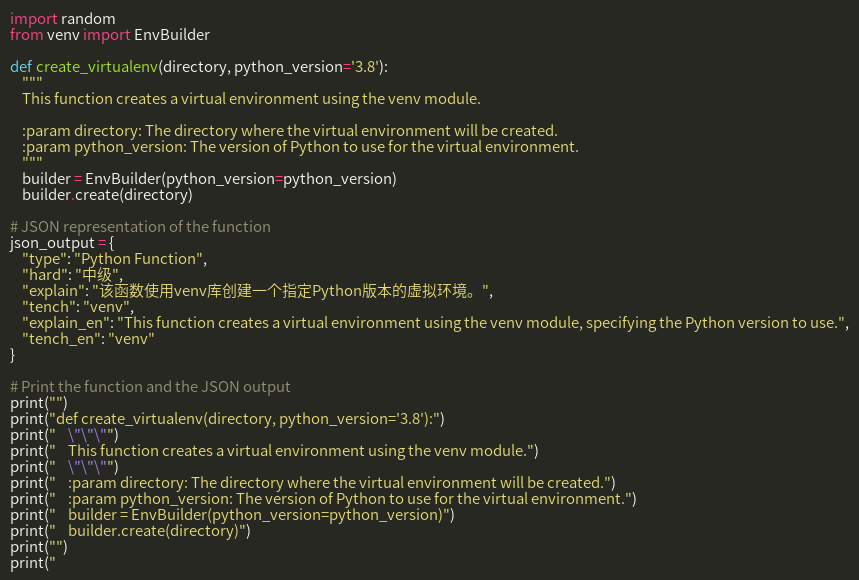 import random
from venv import EnvBuilder
def create_virtualenv(directory, python_version='3.8'):
    """
    This function creates a virtual environment using the venv module.
    :param directory: The directory where the virtual environment will be created.
    :param python_version: The version of Python to use for the virtual environment.
    """
    builder = EnvBuilder(python_version=python_version)
    builder.create(directory)
# JSON representation of the function
json_output = {
    "type": "Python Function",
    "hard": "中级",
    "explain": "该函数使用venv库创建一个指定Python版本的虚拟环境。",
    "tench": "venv",
    "explain_en": "This function creates a virtual environment using the venv module, specifying the Python version to use.",
    "tench_en": "venv"
}
# Print the function and the JSON output
print("")
print("def create_virtualenv(directory, python_version='3.8'):")
print("    \"\"\"")
print("    This function creates a virtual environment using the venv module.")
print("    \"\"\"")
print("    :param directory: The directory where the virtual environment will be created.")
print("    :param python_version: The version of Python to use for the virtual environment.")
print("    builder = EnvBuilder(python_version=python_version)")
print("    builder.create(directory)")
print("")
print("